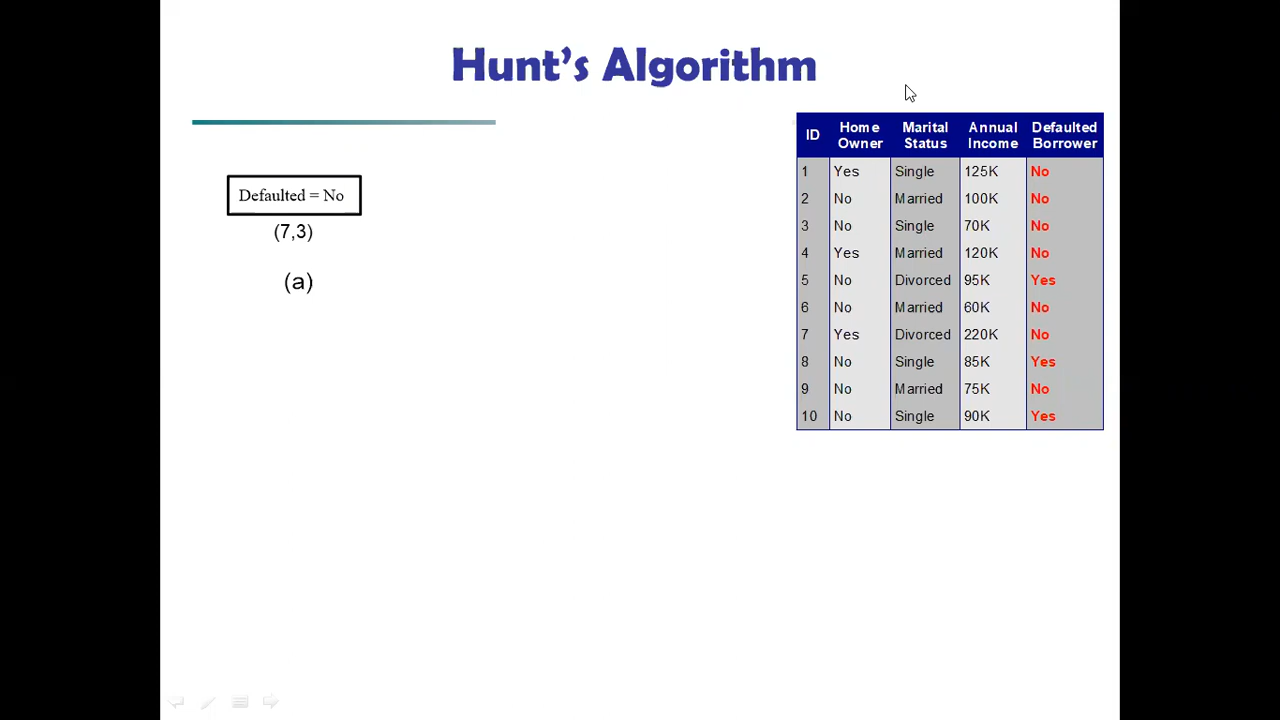 Hunt's Algorithm
Defaulted = No
(7,3)
(a)
ID Home Owner Marital Status Annual Income Defaulted Borrower
1 Yes Single 125K No
2 No Married 100K No
3 No Single 70K No
4 Yes Married 120K No
5 No Divorced 95K Yes
6 No Married 60K No
7 Yes Divorced 220K No
8 No Single 85K Yes
9 No Married 75K No
10 No Single 90K Yes